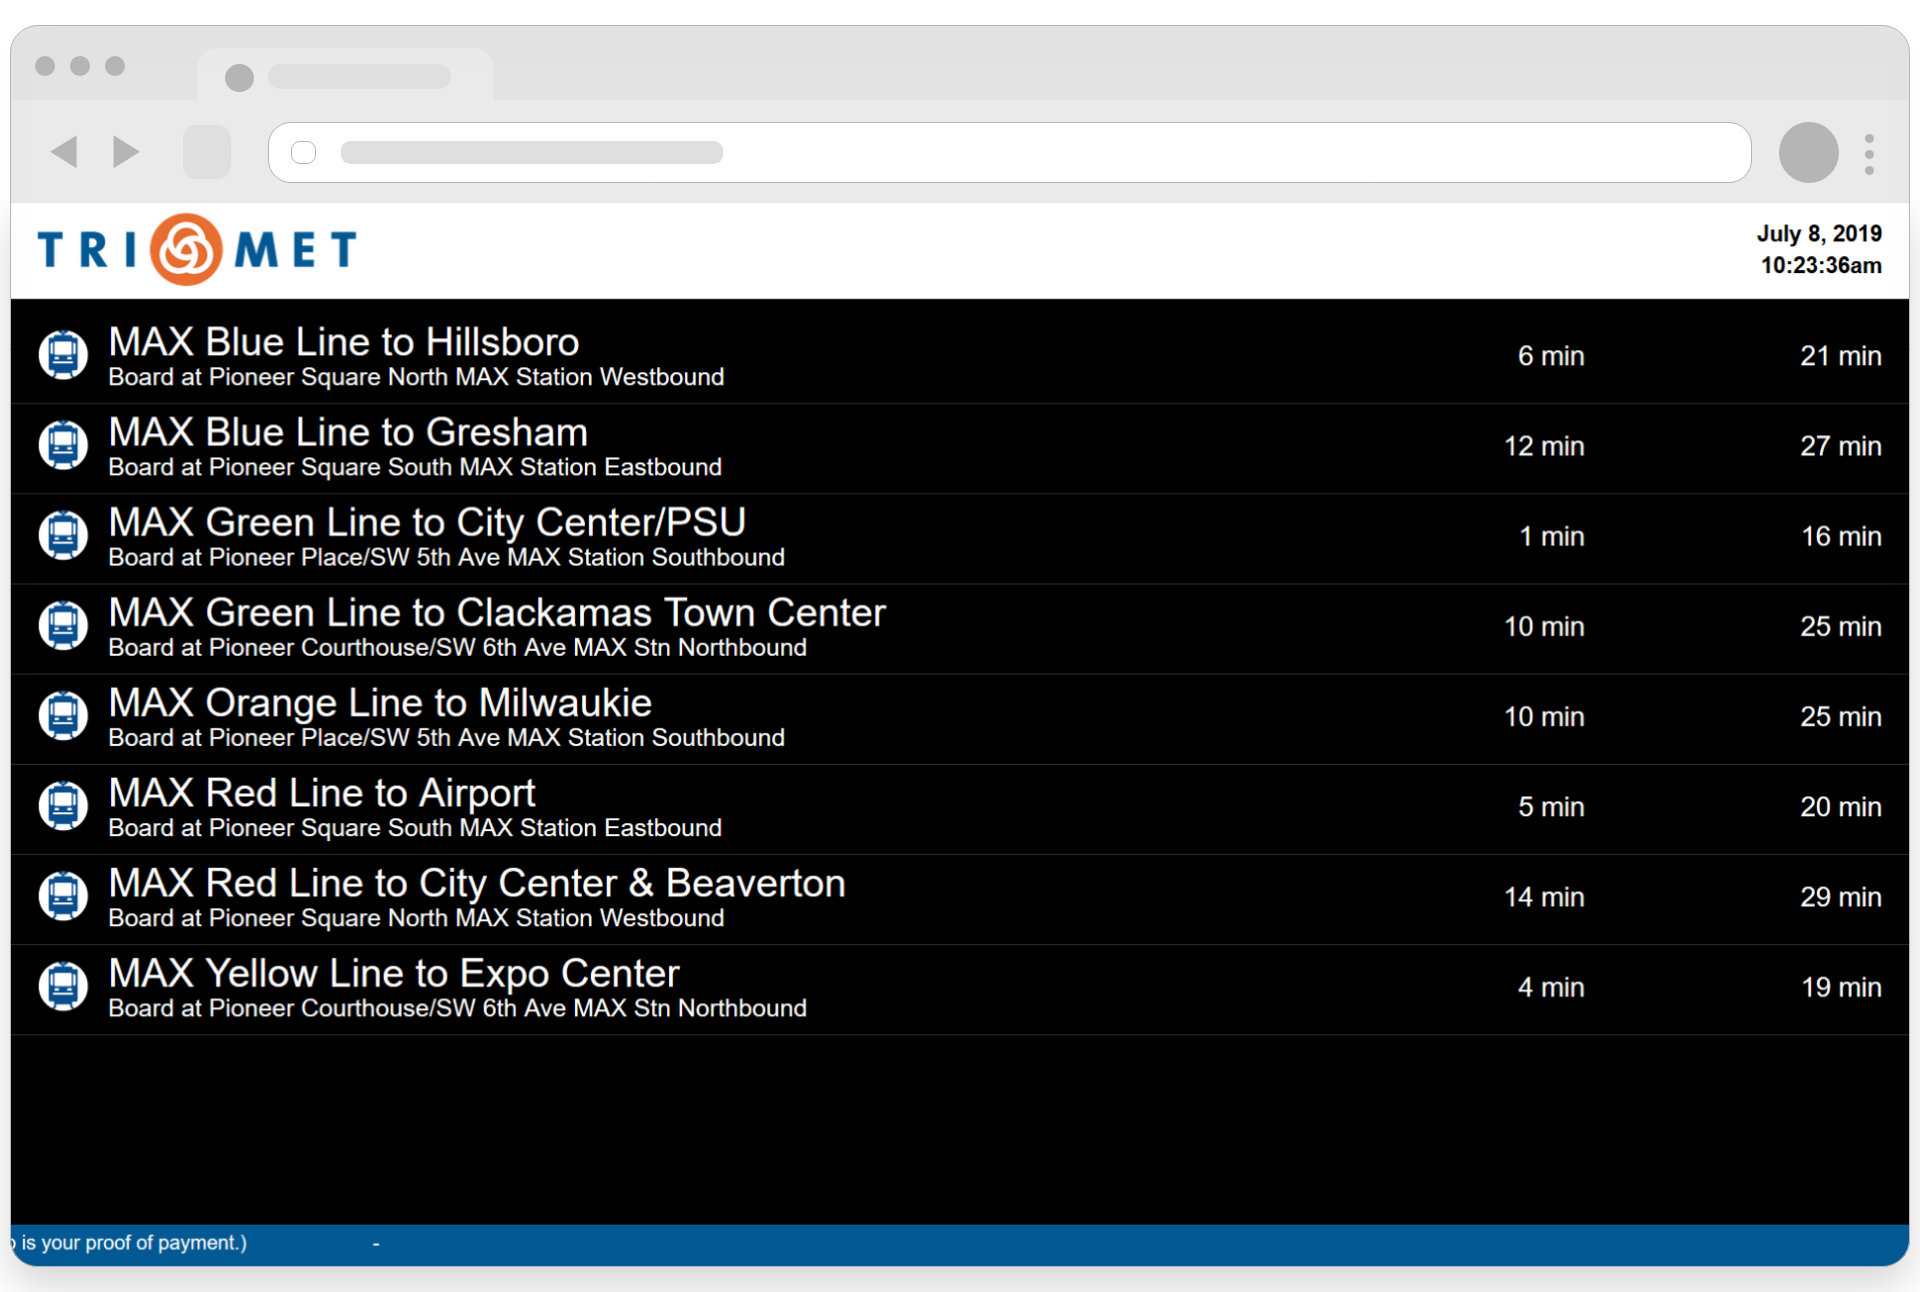 TRI MET
July 8, 2019
10:23:36am
MAX Blue Line to Hillsboro
Board at Pioneer Square North MAX Station Westbound
6 min 21 min
MAX Blue Line to Gresham
Board at Pioneer Square South MAX Station Eastbound
12 min 27 min
MAX Green Line to City Center/PSU
Board at Pioneer Place/SW 5th Ave MAX Station Southbound
1 min 16 min
MAX Green Line to Clackamas Town Center
Board at Pioneer Courthouse/SW 6th Ave MAX Stn Northbound
10 min 25 min
MAX Orange Line to Milwaukie
Board at Pioneer Place/SW 5th Ave MAX Station Southbound
10 min 25 min
MAX Red Line to Airport
Board at Pioneer Square South MAX Station Eastbound
5 min 20 min
MAX Red Line to City Center & Beaverton
Board at Pioneer Square North MAX Station Westbound
14 min 29 min
MAX Yellow Line to Expo Center
Board at Pioneer Courthouse/SW 6th Ave MAX Stn Northbound
4 min 19 min
is your proof of payment.) -